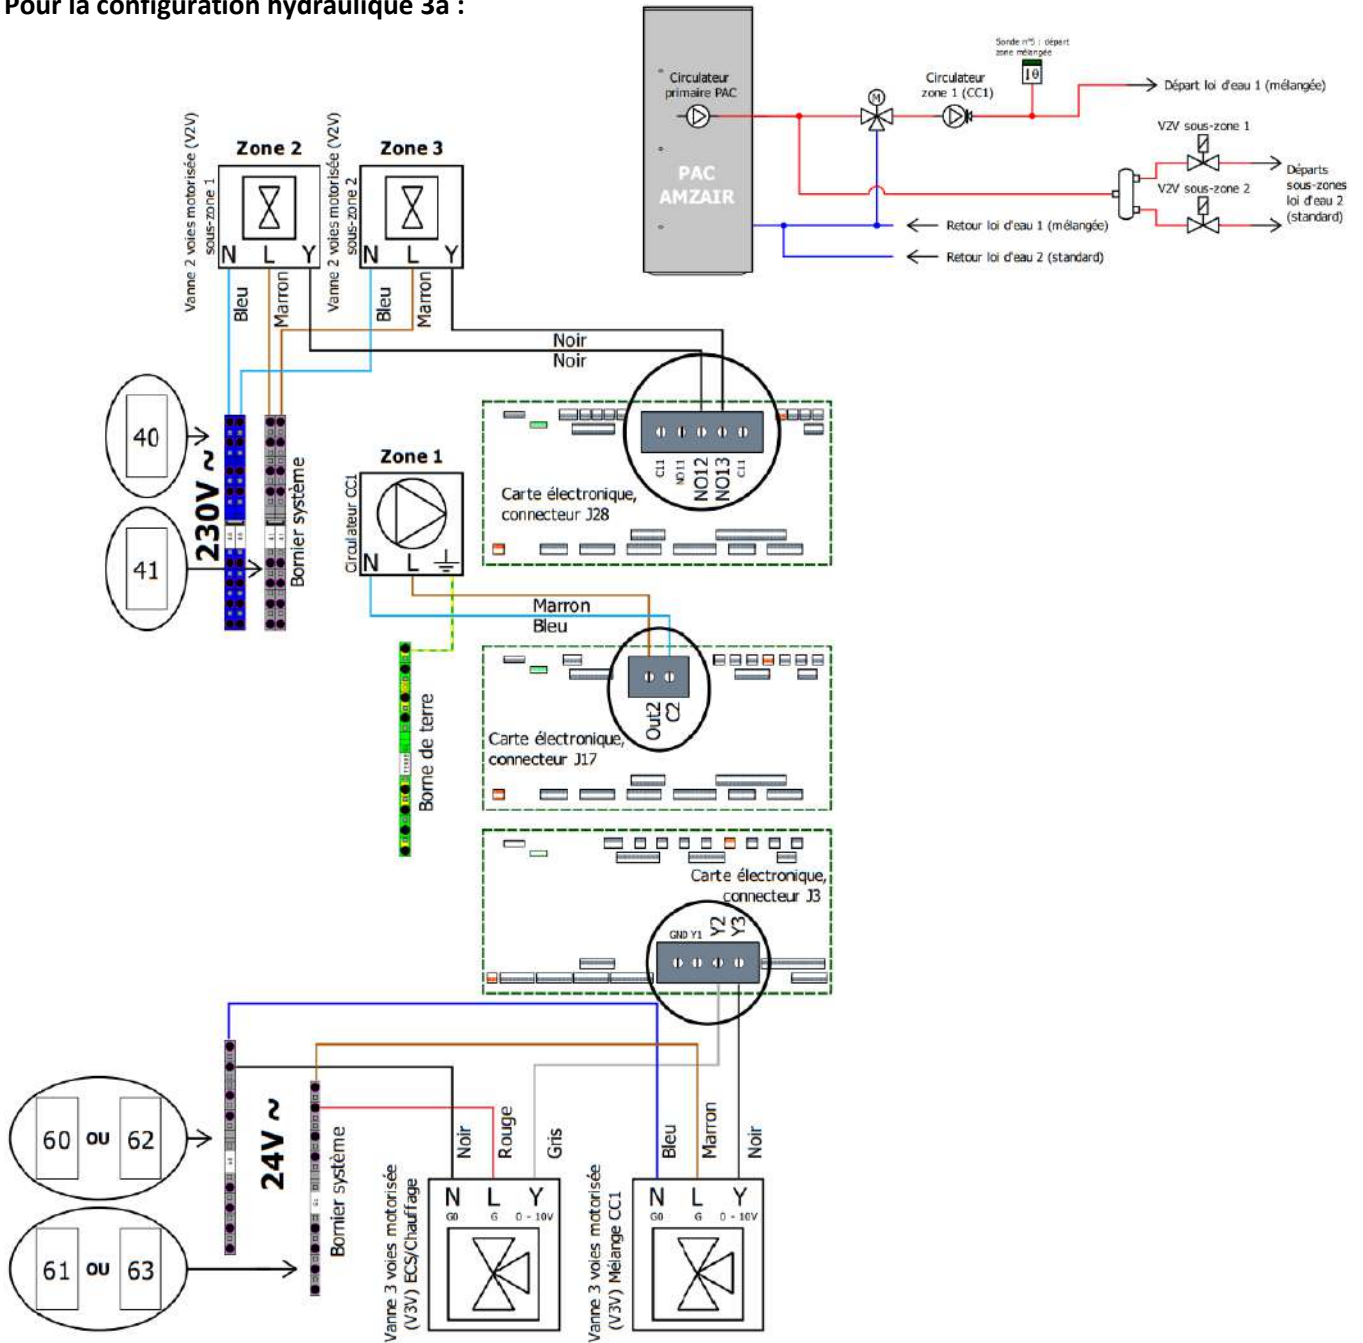 Pour la configuration hydraulique 3a :
Sonde n°5 : départ
zone mélangée
10
Circulateur
primaire PAC
Circulateur
zone 1 (CC1)
M
Départ loi d'eau 1 (mélangée)
V2V sous-zone 1
V2V sous-zone 2
Départs
sous-zones
loi d'eau 2
(standard)
PAC
AMZAIR
Retour loi d'eau 1 (mélangée)
Retour loi d'eau 2 (standard)
Vanne 2 voies motorisée (V2V)
sous-zone 1
Zone 2
N L Y
Vanne 2 voies motorisée (V2V)
sous-zone 2
Zone 3
N L Y
Bleu
Marron
Bleu
Marron
Noir
Noir
40
41
230V ~
Bornier système
Zone 1
Circulateur CC1
N L
C11
NO11
NO12
NO13
C11
Carte électronique,
connecteur J28
Marron
Bleu
Borne de terre
Out2
C2
Carte électronique,
connecteur J17
Carte électronique,
connecteur J3
GND Y1 Y2 Y3
60 OU 62
61 OU 63
24V ~
Bornier système
Noir
Rouge
Gris
Bleu
Marron
Noir
Vanne 3 voies motorisée
(V3V) ECS/Chauffage
N L Y
G0 G 0 - 10V
Vanne 3 voies motorisée
(V3V) Mélange CC1
N L Y
G0 G 0 - 10V